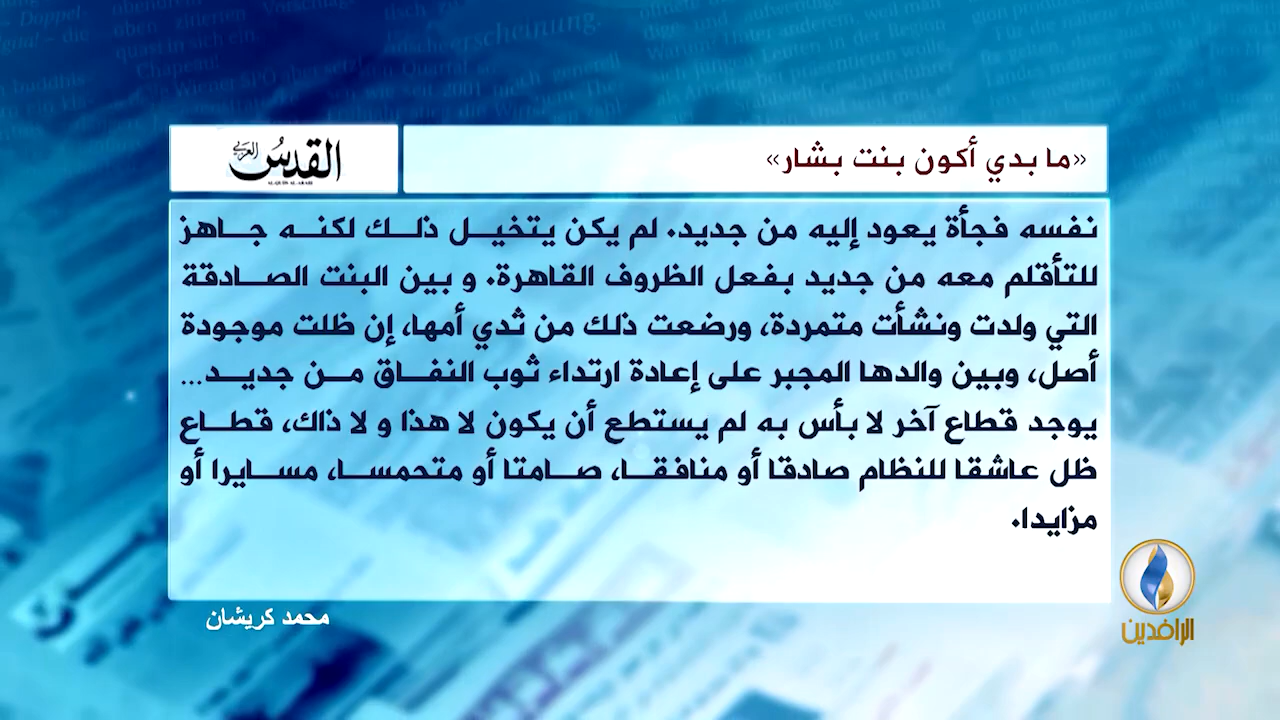 القدس العربي
AL-QUDS AL-ARABI
«ما بدي أكون بنت بشار»
نفسه فجأة يعود إليه من جديد. لم يكن يتخيل ذلك لكنه جاهز
للتأقلم معه من جديد بفعل الظروف القاهرة. و بين البنت الصادقة
التي ولدت ونشأت متمردة، ورضعت ذلك من ثدي أمها، إن ظلت موجودة
أصل، وبين والدها المجبر على إعادة ارتداء ثوب النفاق من جديد...
يوجد قطاع آخر لا بأس به لم يستطع أن يكون لا هذا و لا ذاك، قطاع
ظل عاشقا للنظام صادقا أو منافقا، صامتا أو متحمسا، مسايرا أو
مزايدا.
محمد كريشان
الرافدين